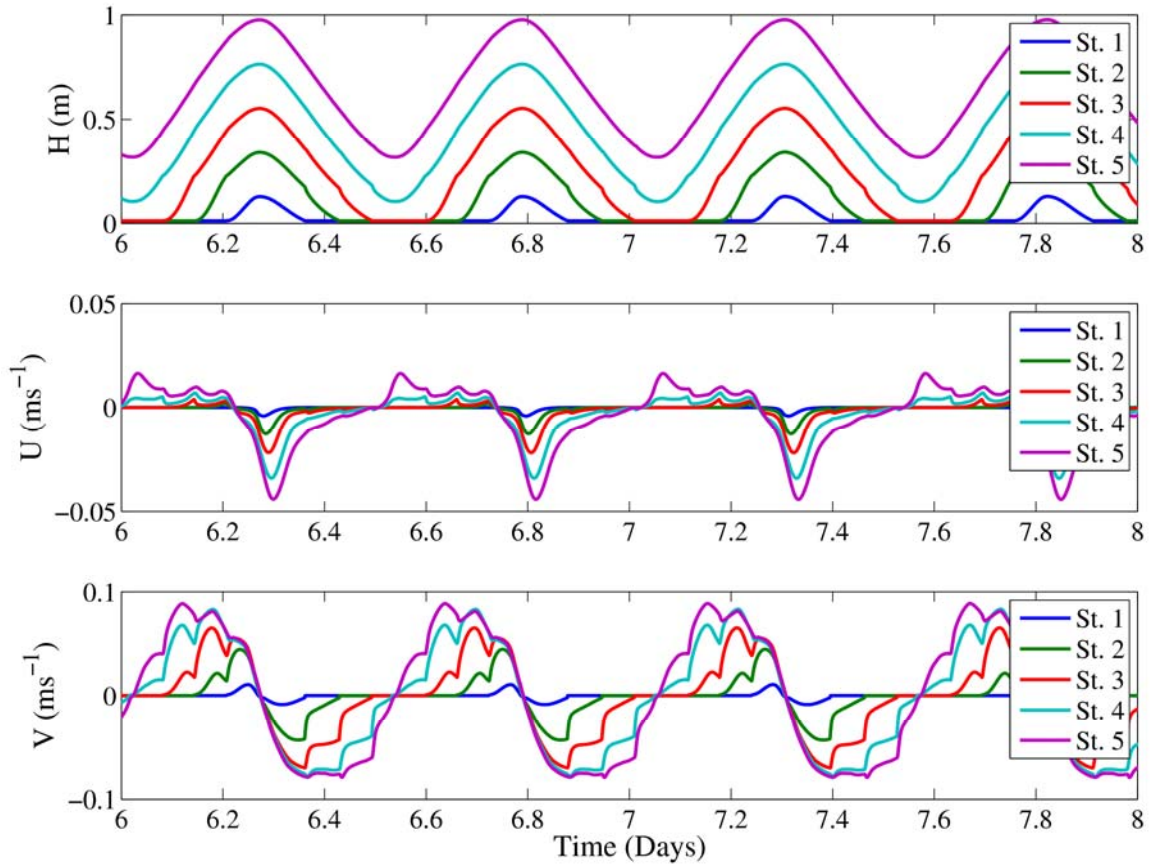 H (m)
1
0.5
0
6 6.2 6.4 6.6 6.8 7 7.2 7.4 7.6 7.8 8
St. 1
St. 2
St. 3
St. 4
St. 5
U (ms⁻¹)
0.05
0
−0.05
6 6.2 6.4 6.6 6.8 7 7.2 7.4 7.6 7.8 8
St. 1
St. 2
St. 3
St. 4
St. 5
V (ms⁻¹)
0.1
0
−0.1
6 6.2 6.4 6.6 6.8 7 7.2 7.4 7.6 7.8 8
St. 1
St. 2
St. 3
St. 4
St. 5
Time (Days)